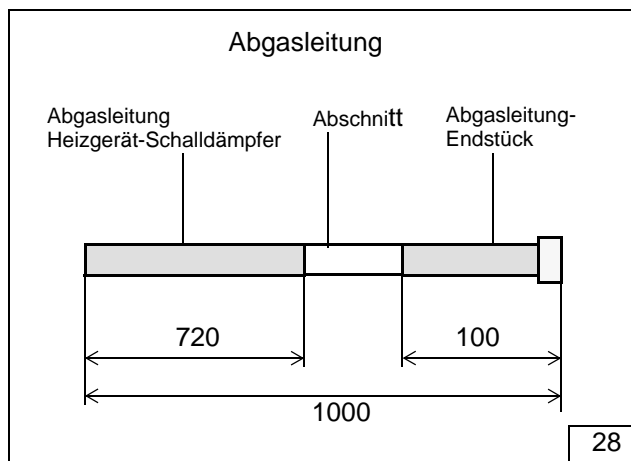 Abgasleitung
Abgasleitung
Heizgerät-Schalldämpfer
Abschnitt
Abgasleitung-
Endstück
720
100
1000
28